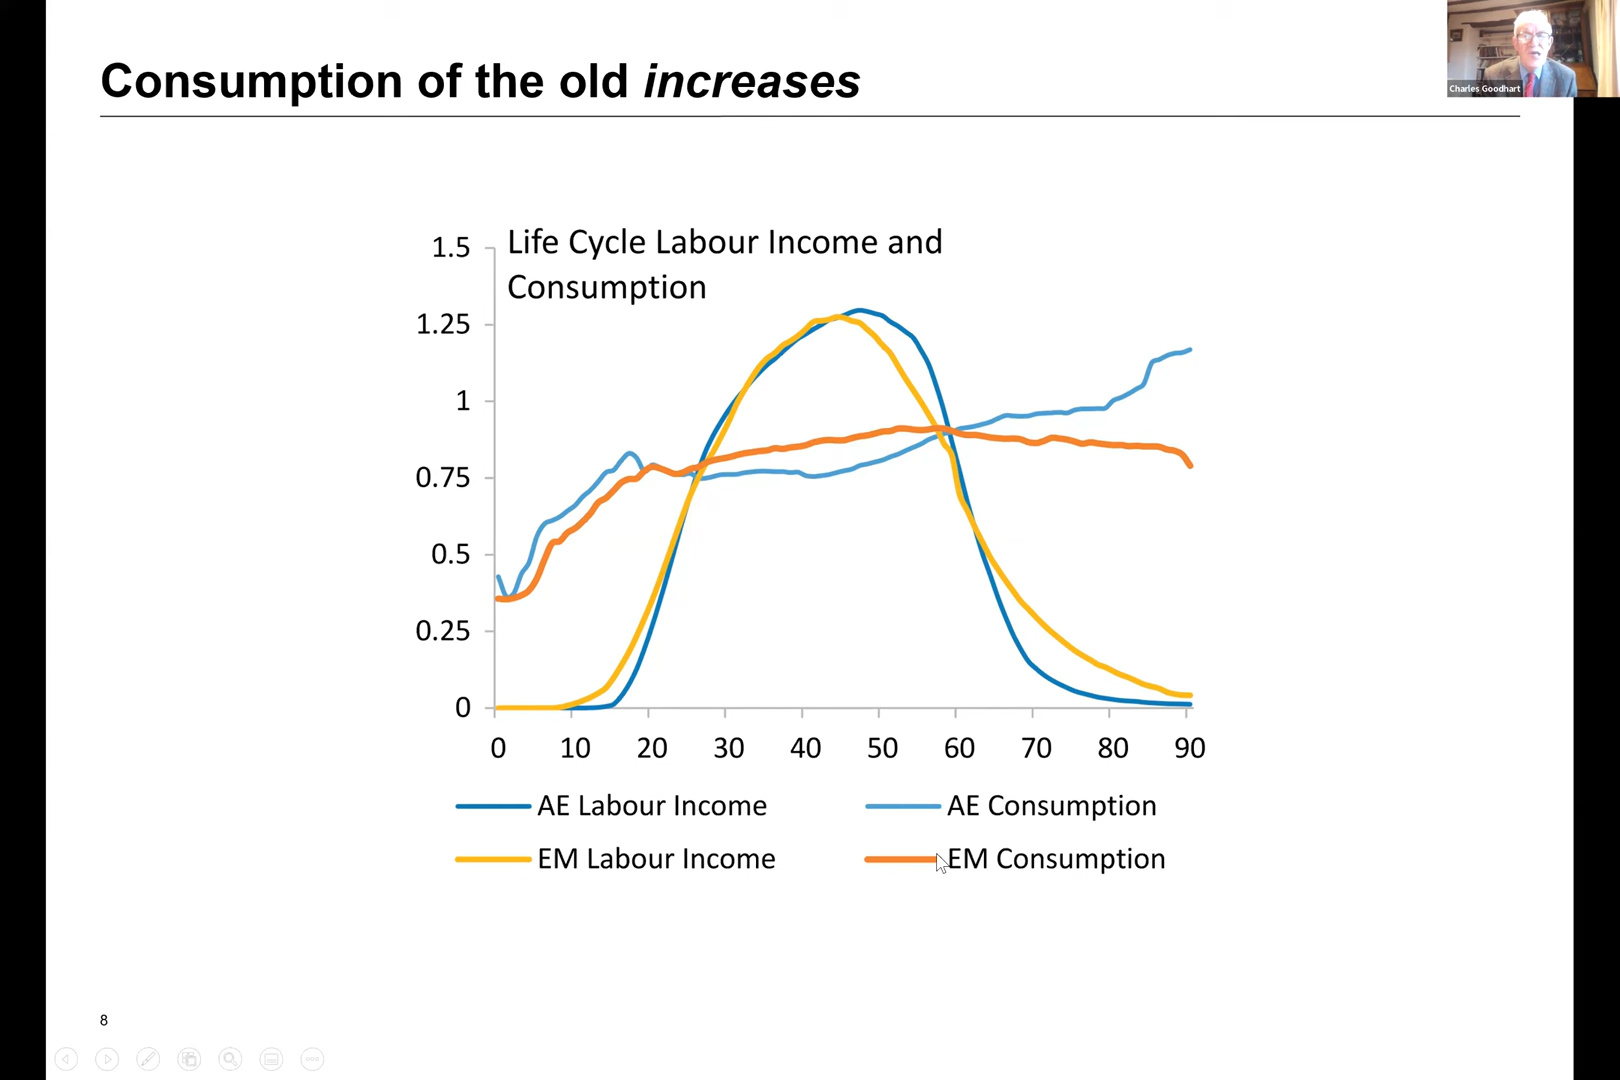 Consumption of the old increases
Charles Goodhart
Life Cycle Labour Income and
Consumption
1.5
1.25
1
0.75
0.5
0.25
0
0 10 20 30 40 50 60 70 80 90
AE Labour Income AE Consumption
EM Labour Income EM Consumption
8